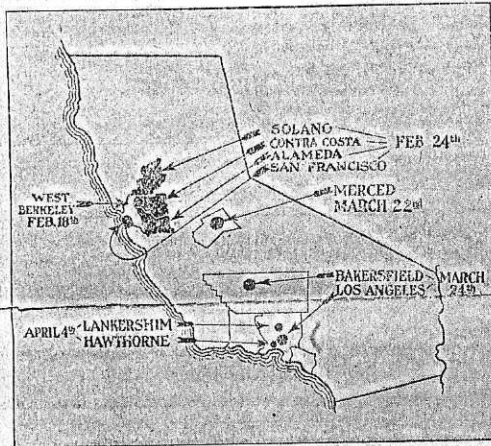 SOLANO
CONTRA COSTA
ALAMEDA
SAN FRANCISCO
FEB 24th
WEST
BERKELEY
FEB. 18th
MERCED
MARCH 22nd
BAKERSFIELD
LOS ANGELES
MARCH
24th
APRIL 4th
LANKERSHIM
HAWTHORNE